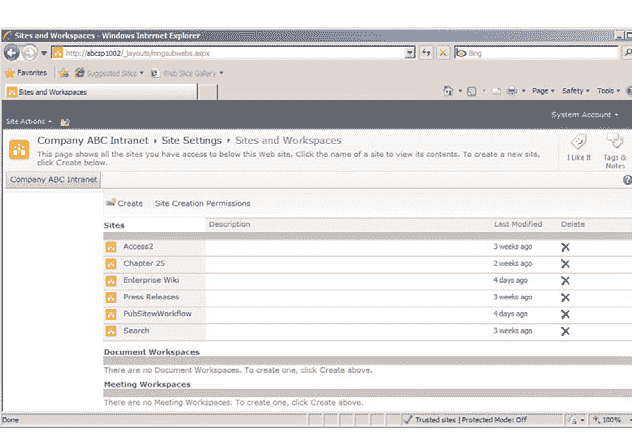 Sites and Workspaces - Windows Internet Explorer
http://abcsp1002/_layouts/mngsubwebs.aspx
Bing
Favorites Suggested Sites Web Slice Gallery
Sites and Workspaces
Page Safety Tools
Site Actions System Account
Company ABC Intranet Site Settings Sites and Workspaces
This page shows all the sites you have access to below this Web site. Click the name of a site to view its contents. To create a new site,
click Create below.
I Like It Tags &
Notes
Company ABC Intranet
Create Site Creation Permissions
Sites Description Last Modified Delete
Access2 3 weeks ago
Chapter 25 2 weeks ago
Enterprise Wiki 4 days ago
Press Releases 3 weeks ago
PubSitewWorkflow 4 days ago
Search 3 weeks ago
Document Workspaces
There are no Document Workspaces. To create one, click Create above.
Meeting Workspaces
There are no Meeting Workspaces. To create one, click Create above.
Done Trusted sites | Protected Mode: Off 100%